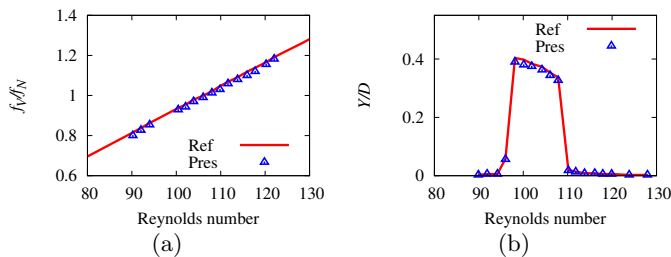 1.4
1.2
1
0.8
0.6
f_V/f_N
Ref
Pres
80 90 100 110 120 130
Reynolds number
(a)
0.4
0.2
0
Y/D
Ref
Pres
80 90 100 110 120 130
Reynolds number
(b)